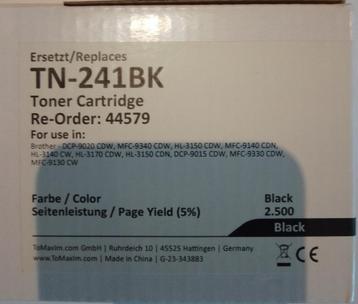 Ersetzt/Replaces
TN-241BK
Toner Cartridge
Re-Order: 44579
For use in:
Brother - DCP-9020 CDW, MFC-9340 CDW, HL-3150 CDW, MFC-9140 CDN,
HL-3140 CW, HL-3170 CDW, HL-3150 CDN, DCP-9015 CDW, MFC-9330 CDW,
MFC-9130 CW
Farbe / Color Black
Seitenleistung / Page Yield (5%) 2.500
Black
ToMaxim.com GmbH | Ruhrdeich 10 | 45525 Hattingen | Germany
www.ToMaxim.com | Made in China | G-23-343883
CE